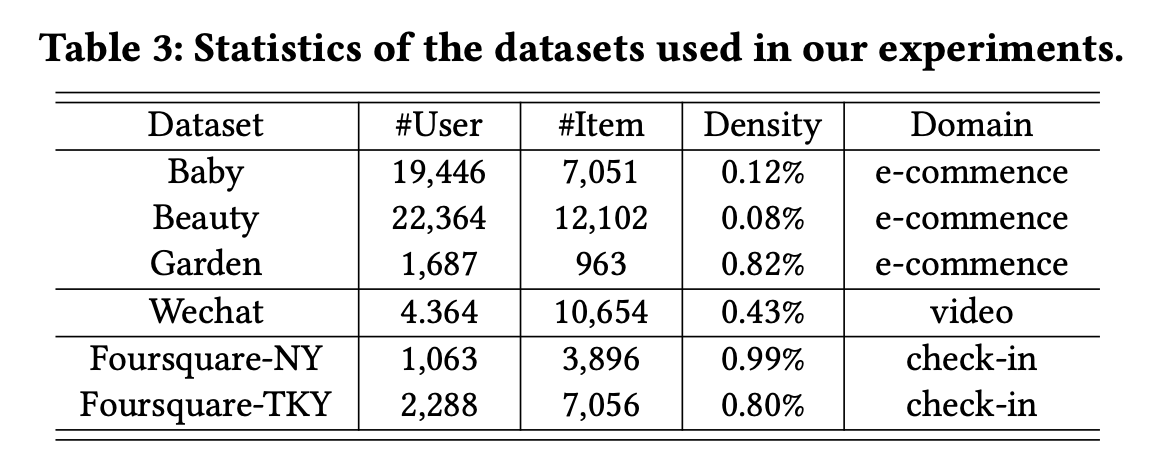 Table 3: Statistics of the datasets used in our experiments.
Dataset #User #Item Density Domain
Baby 19,446 7,051 0.12% e-commence
Beauty 22,364 12,102 0.08% e-commence
Garden 1,687 963 0.82% e-commence
Wechat 4.364 10,654 0.43% video
Foursquare-NY 1,063 3,896 0.99% check-in
Foursquare-TKY 2,288 7,056 0.80% check-in